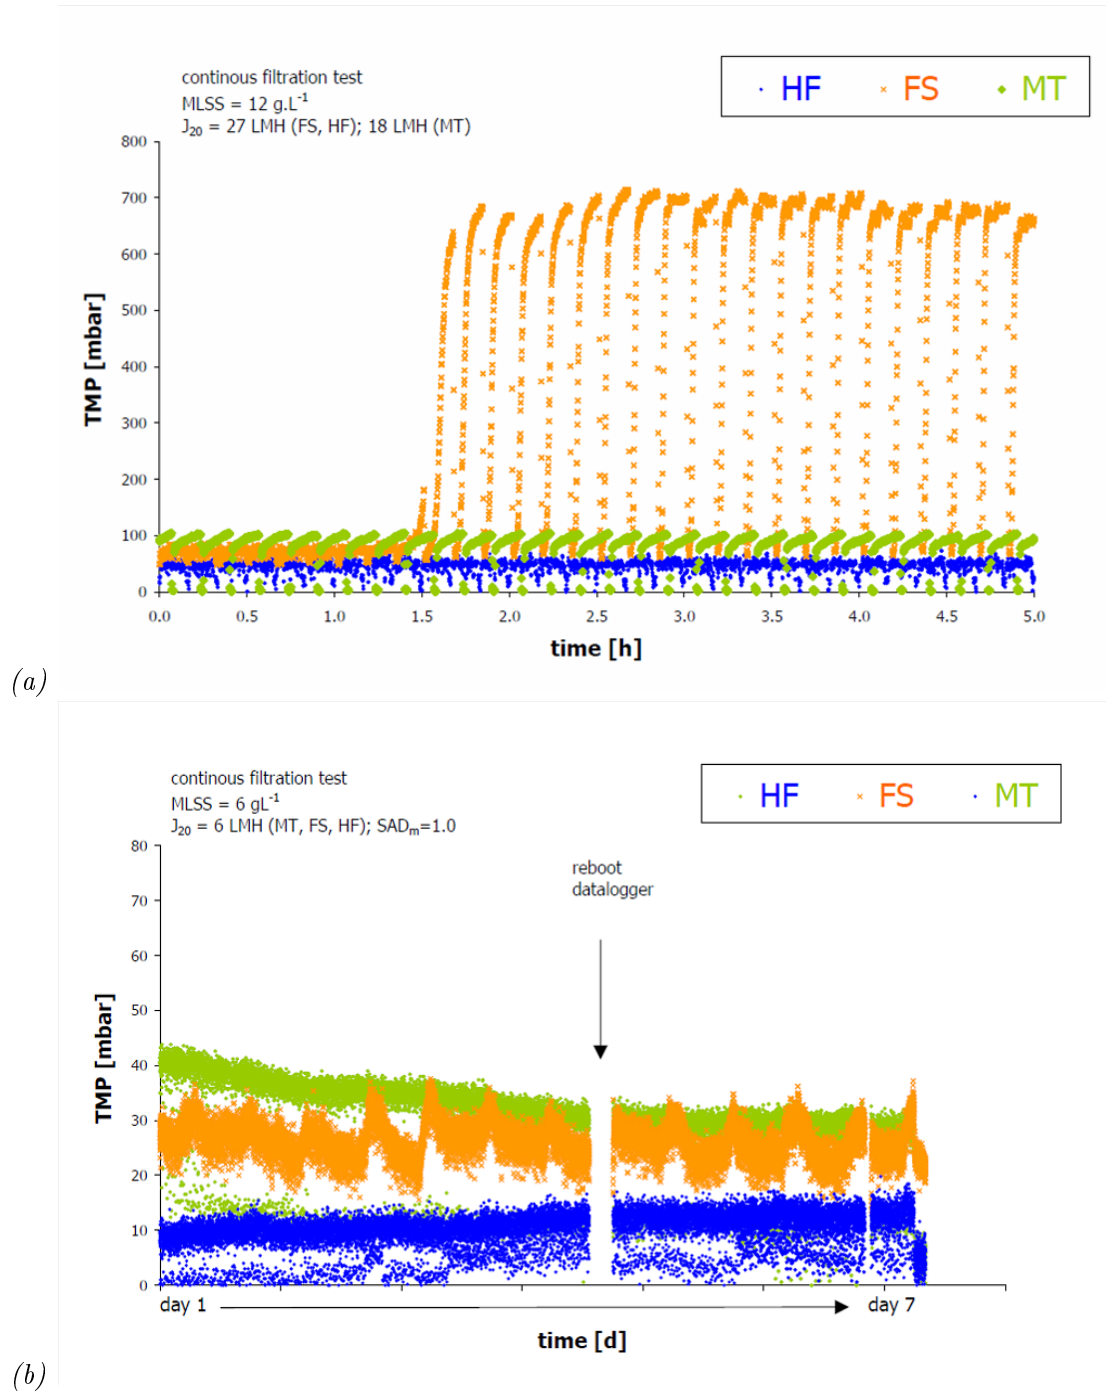 continous filtration test
MLSS = 12 g.L⁻¹
J₂₀ = 27 LMH (FS, HF); 18 LMH (MT)
HF FS MT
TMP [mbar]
800
700
600
500
400
300
200
100
0
0.0 0.5 1.0 1.5 2.0 2.5 3.0 3.5 4.0 4.5 5.0
time [h]
(a)
continous filtration test
MLSS = 6 gL⁻¹
J₂₀ = 6 LMH (MT, FS, HF); SADₘ=1.0
HF FS MT
reboot
datalogger
TMP [mbar]
80
70
60
50
40
30
20
10
0
day 1 day 7
time [d]
(b)